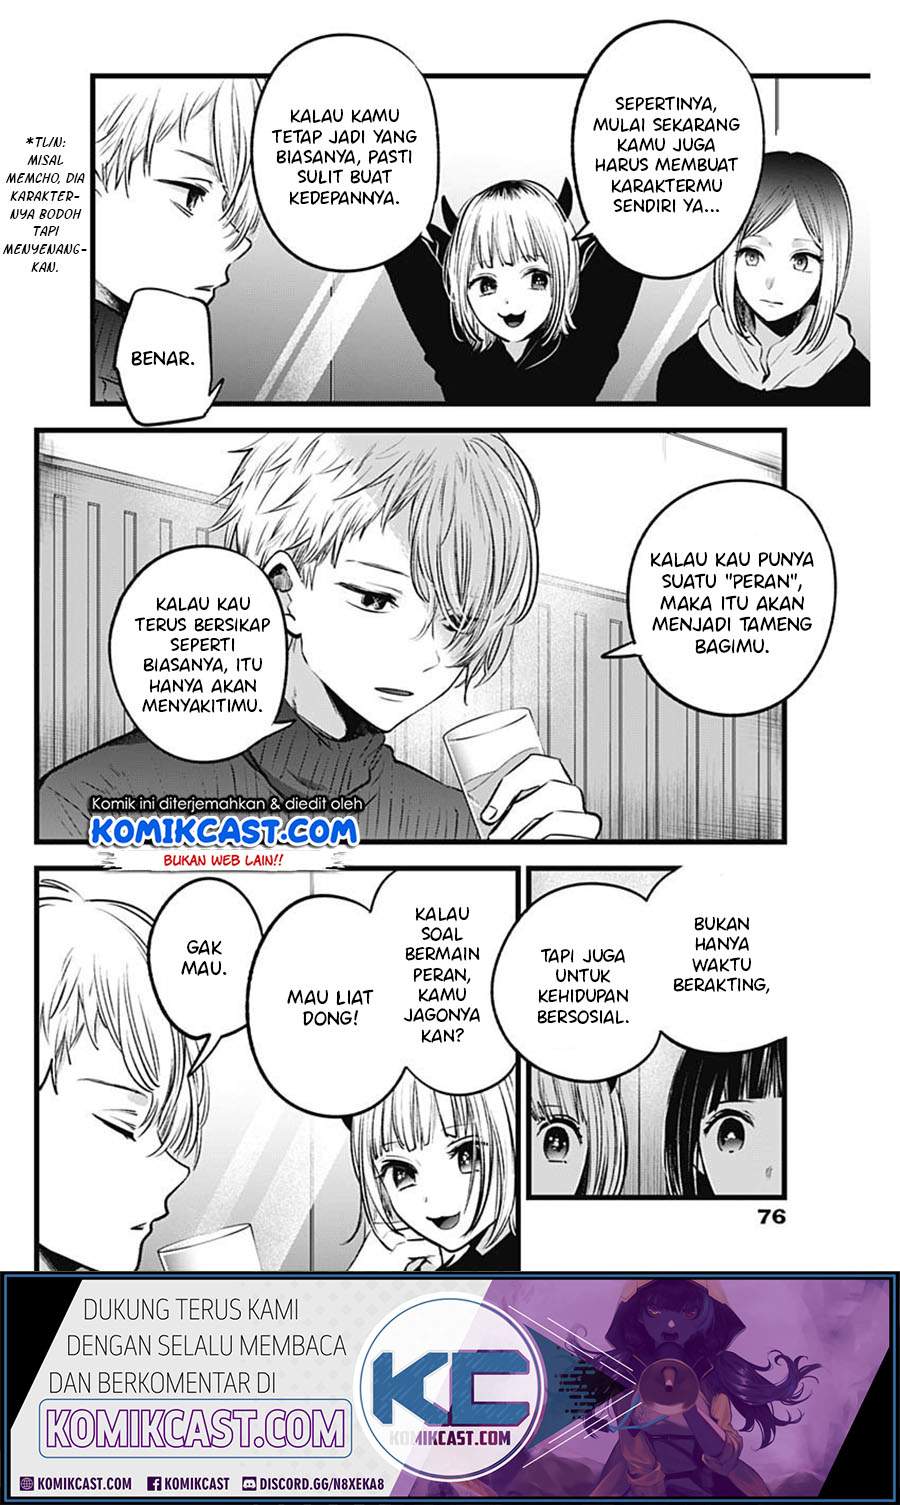 SEPERTINYA,
MULAI SEKARANG
KAMU JUGA
HARUS MEMBUAT
KARAKTERMU
SENDIRI YA...
KALAU KAMU
TETAP JADI YANG
BIASANYA, PASTI
SULIT BUAT
KEDEPANNYA.
*TL/N:
MISAL
MEMCHO, DIA
KARAKTER-
NYA BODOH
TAPI
MENYENANG-
KAN.
BENAR.
KALAU KAU PUNYA
SUATU "PERAN",
MAKA ITU AKAN
MENJADI TAMENG
BAGIMU.
KALAU KAU
TERUS BERSIKAP
SEPERTI
BIASANYA, ITU
HANYA AKAN
MENYAKITIMU.
Komik ini diterjemahkan & diedit oleh
KOMIKCAST.COM
BUKAN WEB LAIN!!
BUKAN
HANYA
WAKTU
BERAKTING,
TAPI JUGA
UNTUK
KEHIDUPAN
BERSOSIAL.
KALAU
SOAL
BERMAIN
PERAN,
KAMU
JAGONYA
KAN?
MAU LIAT
DONG!
GAK
MAU.
76
DUKUNG TERUS KAMI
DENGAN SELALU MEMBACA
DAN BERKOMENTAR DI
KOMIKCAST.COM
KC
KOMIKCAST.COM
KOMIKCAST.COM KOMIKCAST DISCORD.GG/N8XEKA8